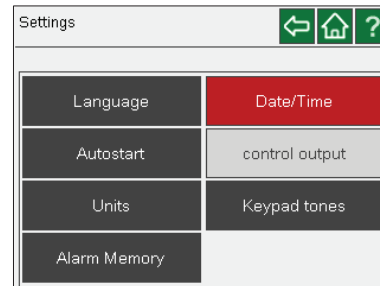 Settings
?
Language
Date/Time
Autostart
control output
Units
Keypad tones
Alarm Memory